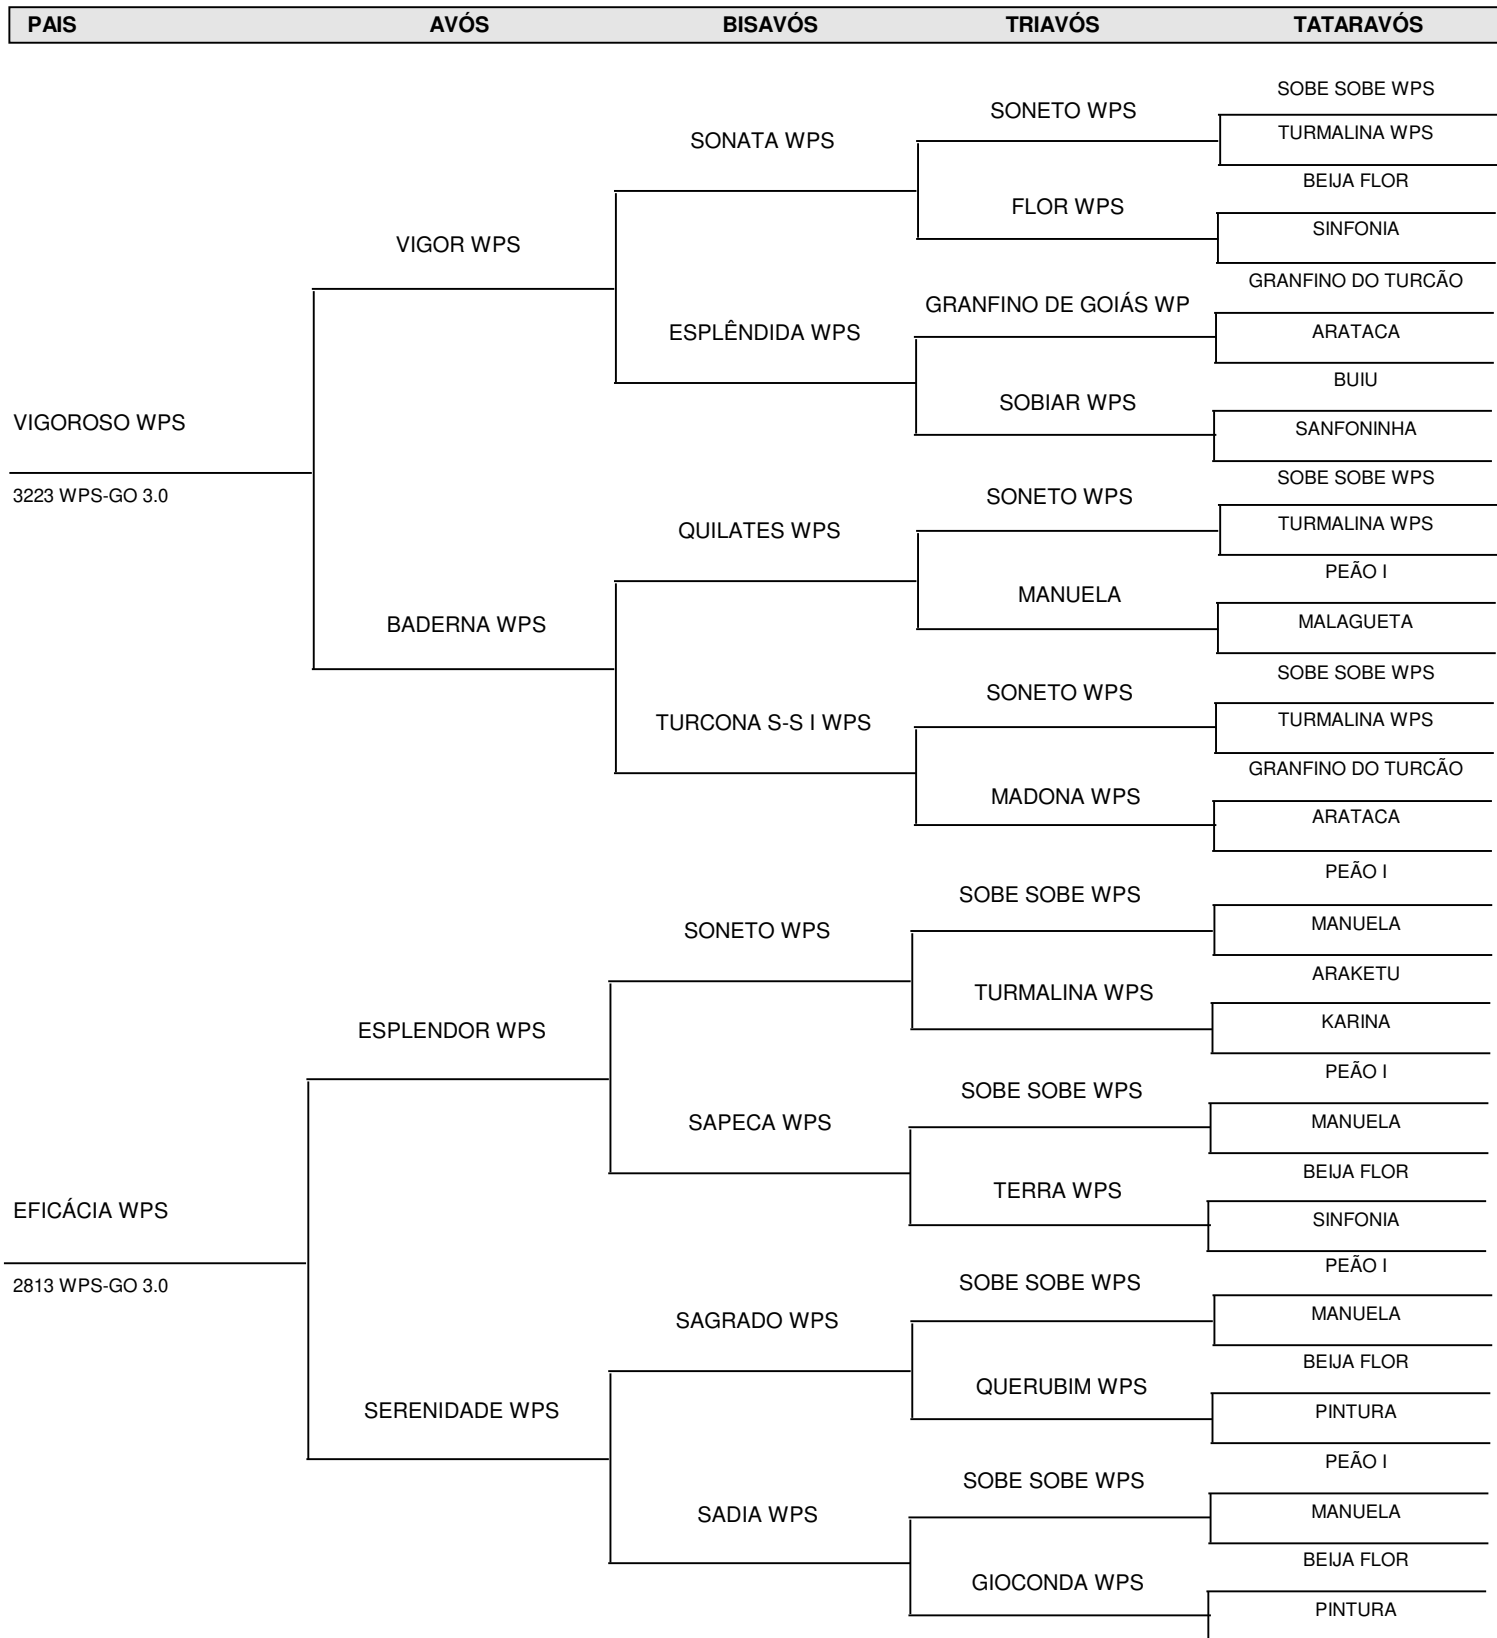 PAIS AVÓS BISAVÓS TRIAVÓS TATARAVÓS
SOBE SOBE WPS
SONETO WPS
TURMALINA WPS
SONATA WPS
BEIJA FLOR
FLOR WPS
SINFONIA
VIGOR WPS
GRANFINO DO TURCÃO
GRANFINO DE GOIÁS WP
ARATACA
ESPLÊNDIDA WPS
BUIU
SOBIAR WPS
SANFONINHA
VIGOROSO WPS
3223 WPS-GO 3.0
SOBE SOBE WPS
SONETO WPS
TURMALINA WPS
QUILATES WPS
PEÃO I
MANUELA
MALAGUETA
BADERNA WPS
SOBE SOBE WPS
SONETO WPS
TURMALINA WPS
TURCONA S-S I WPS
GRANFINO DO TURCÃO
MADONA WPS
ARATACA
PEÃO I
SOBE SOBE WPS
MANUELA
SONETO WPS
ARAKETU
TURMALINA WPS
KARINA
ESPLENDOR WPS
PEÃO I
SOBE SOBE WPS
MANUELA
SAPECA WPS
BEIJA FLOR
TERRA WPS
SINFONIA
EFICÁCIA WPS
2813 WPS-GO 3.0
PEÃO I
SOBE SOBE WPS
MANUELA
SAGRADO WPS
BEIJA FLOR
QUERUBIM WPS
PINTURA
SERENIDADE WPS
PEÃO I
SOBE SOBE WPS
MANUELA
SADIA WPS
BEIJA FLOR
GIOCONDA WPS
PINTURA